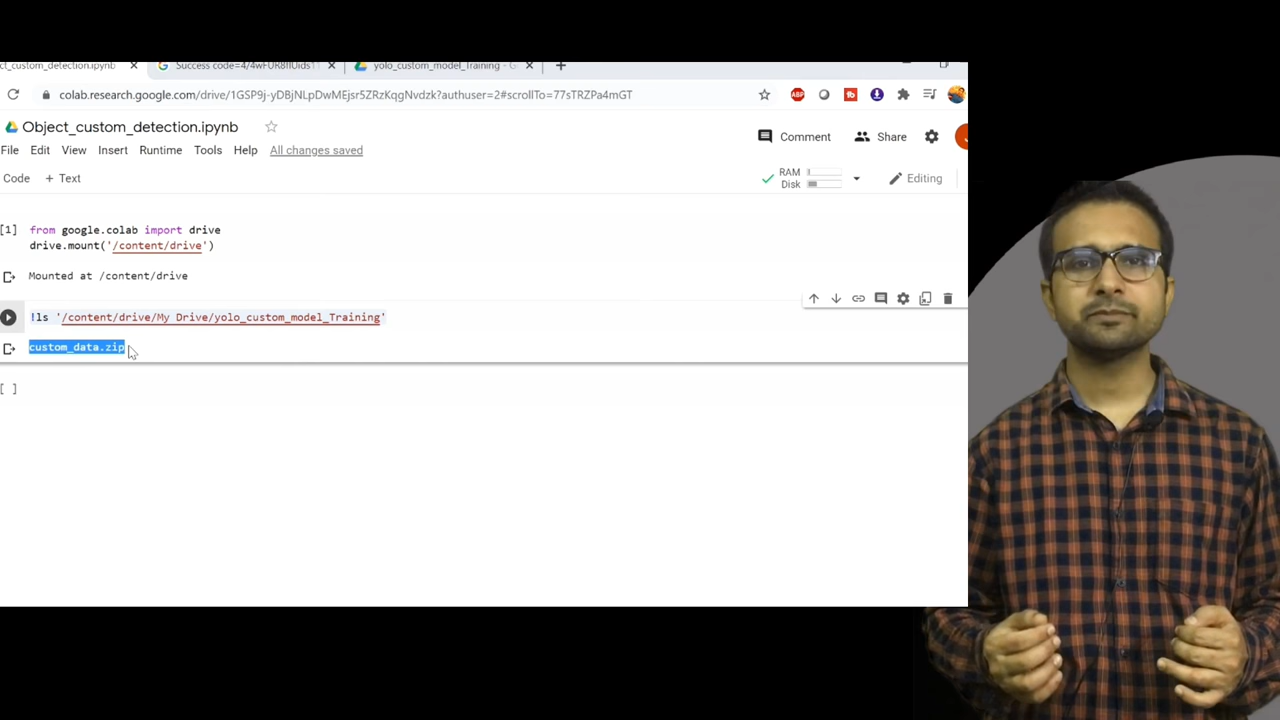 ct_custom_detection.ipynb
Success code=4/4wFUR8f
yolo_custom_model_Training - G
colab.research.google.com/drive/1GSP9j-yDBjNLpDwMEjsr5ZRzKqgNvdzk?authuser=2#scrollTo=77sTRZPa4mGT
ABP
Object_custom_detection.ipynb
Comment
Share
File Edit View Insert Runtime Tools Help All changes saved
Code + Text
RAM
Disk
Editing
[1] from google.colab import drive
drive.mount('/content/drive')
Mounted at /content/drive
!ls '/content/drive/My Drive/yolo_custom_model_Training'
custom_data.zip
[ ]